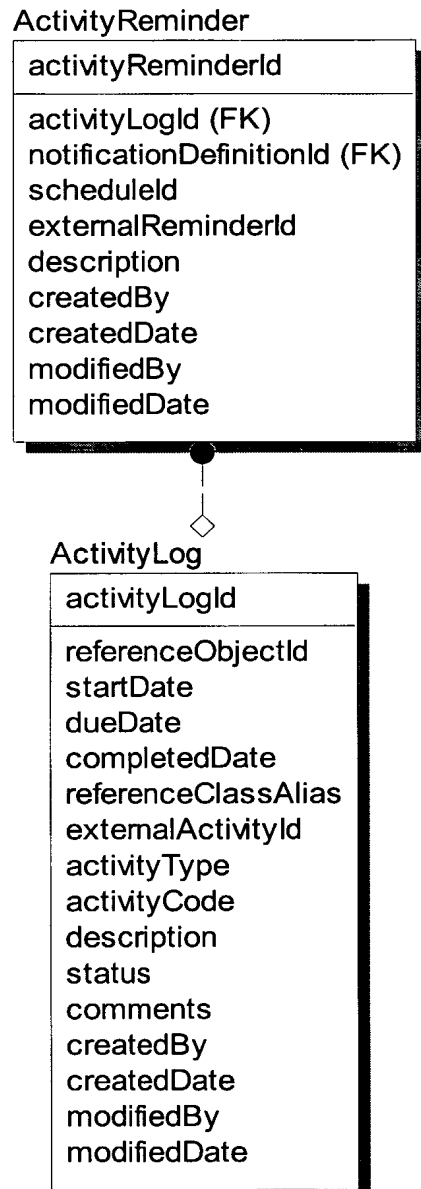 ActivityReminder
activityReminderId
activityLogId (FK)
notificationDefinitionId (FK)
scheduleId
externalReminderId
description
createdBy
createdDate
modifiedBy
modifiedDate
ActivityLog
activityLogId
referenceObjectId
startDate
dueDate
completedDate
referenceClassAlias
externalActivityId
activityType
activityCode
description
status
comments
createdBy
createdDate
modifiedBy
modifiedDate